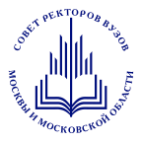 СОВЕТ РЕКТОРОВ ВУЗОВ
МОСКВЫ И МОСКОВСКОЙ ОБЛАСТИ